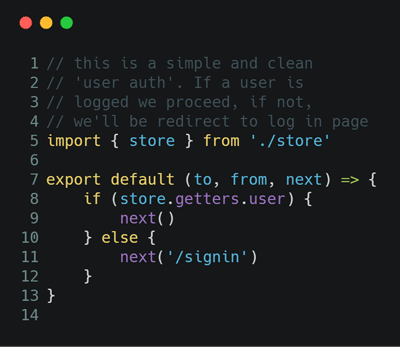 1 // this is a simple and clean
2 // 'user auth'. If a user is
3 // logged we proceed, if not,
4 // we'll be redirect to log in page
5 import { store } from './store'
6
7 export default (to, from, next) => {
8     if (store.getters.user) {
9         next()
10     } else {
11         next('/signin')
12     }
13 }
14